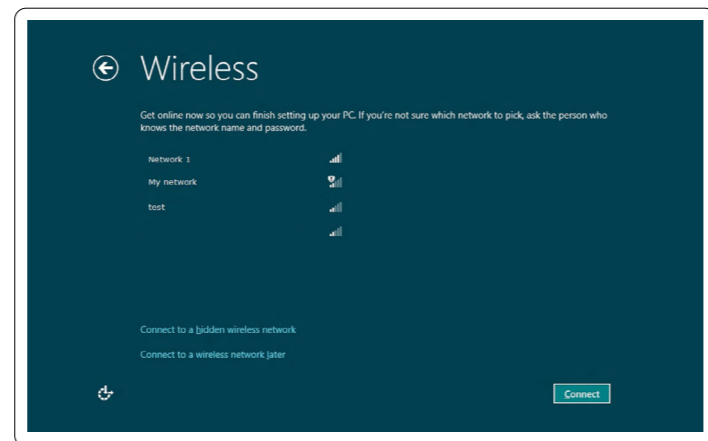 Wireless
Get online now so you can finish setting up your PC. If you're not sure which network to pick, ask the person who
knows the network name and password.
Network 1
My network
test
Connect to a hidden wireless network
Connect to a wireless network later
Connect